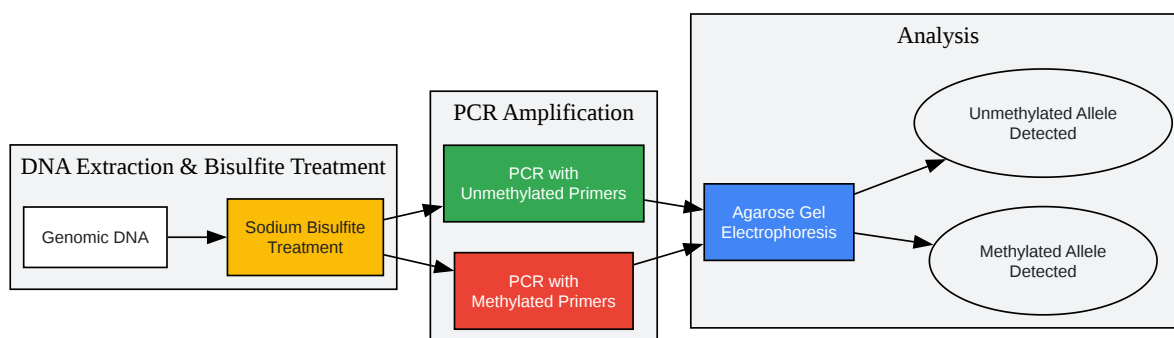 DNA Extraction & Bisulfite Treatment
Genomic DNA
Sodium Bisulfite
Treatment
PCR Amplification
PCR with
Unmethylated Primers
PCR with
Methylated Primers
Analysis
Agarose Gel
Electrophoresis
Unmethylated Allele
Detected
Methylated Allele
Detected